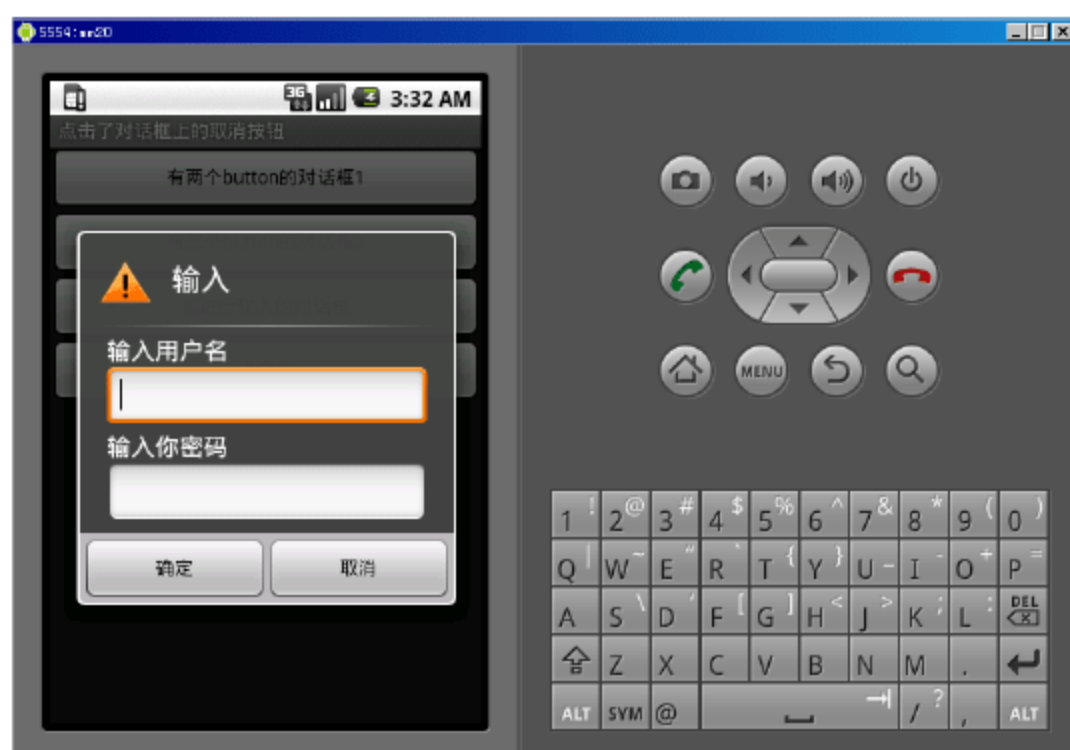 5554:am20
3G 3:32 AM
点击了对话框上的取消按钮
有两个button的对话框1
输入
输入用户名
输入你密码
确定 取消
MENU
1 ! 2 @ 3 # 4 $ 5 % 6 ^ 7 & 8 * 9 ( 0 )
Q | W ~ E " R ` T { Y } U _ I - O + P =
A S \ D ' F [ G ] H < J > K ; L : DEL
Z X C V B N M .
ALT SYM @ / ? , ALT